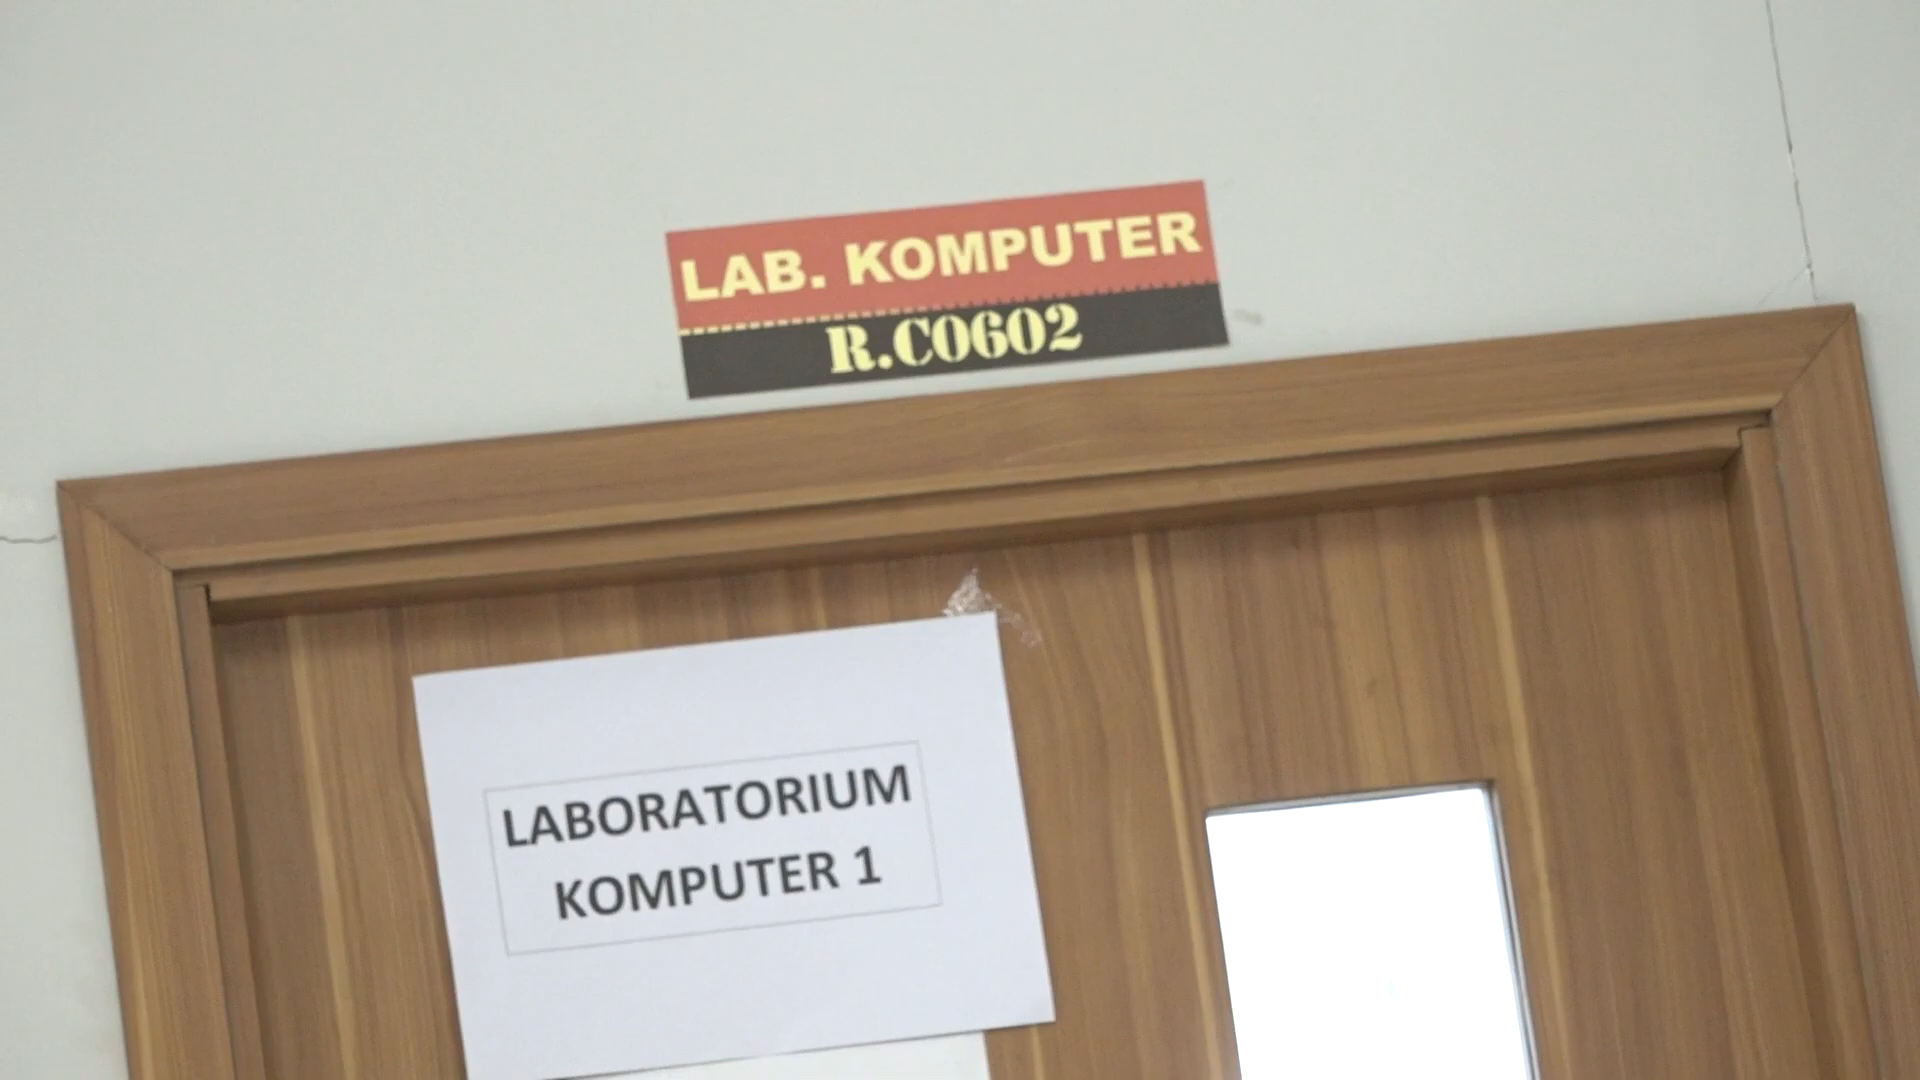 LAB. KOMPUTER
R.C0602
LABORATORIUM
KOMPUTER 1